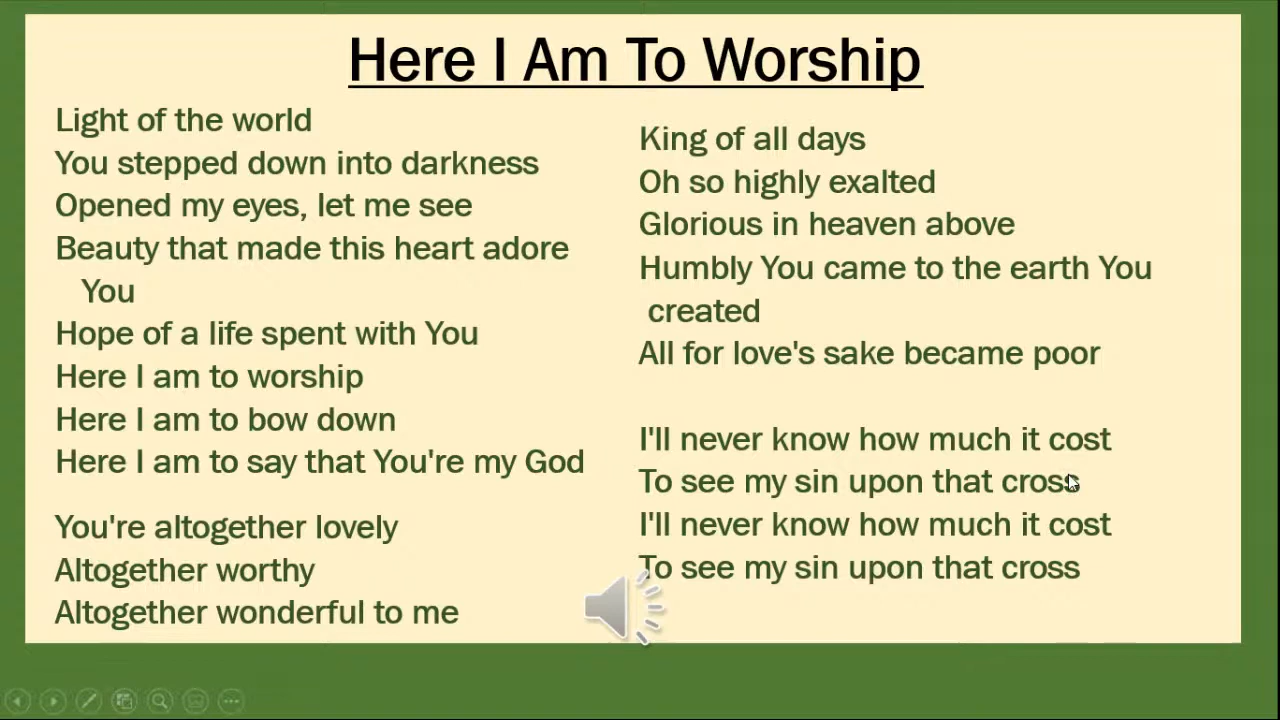 Here I Am To Worship
Light of the world
You stepped down into darkness
Opened my eyes, let me see
Beauty that made this heart adore
You
Hope of a life spent with You
Here I am to worship
Here I am to bow down
Here I am to say that You're my God
You're altogether lovely
Altogether worthy
Altogether wonderful to me
King of all days
Oh so highly exalted
Glorious in heaven above
Humbly You came to the earth You
created
All for love's sake became poor
I'll never know how much it cost
To see my sin upon that cross
I'll never know how much it cost
To see my sin upon that cross